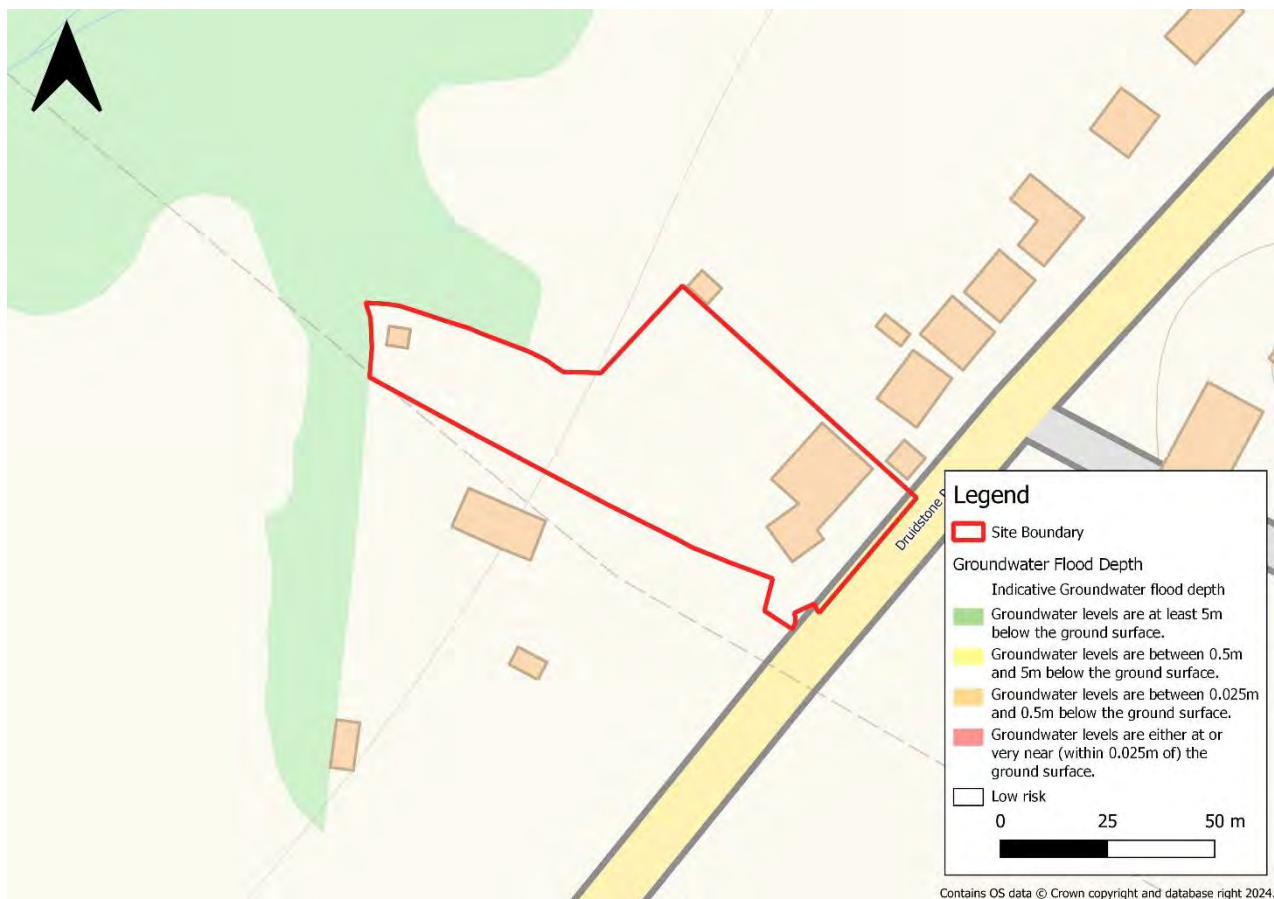 Druidstone
Legend
Site Boundary
Groundwater Flood Depth
Indicative Groundwater flood depth
Groundwater levels are at least 5m
below the ground surface.
Groundwater levels are between 0.5m
and 5m below the ground surface.
Groundwater levels are between 0.025m
and 0.5m below the ground surface.
Groundwater levels are either at or
very near (within 0.025m of) the
ground surface.
Low risk
0 25 50 m
Contains OS data © Crown copyright and database right 2024.